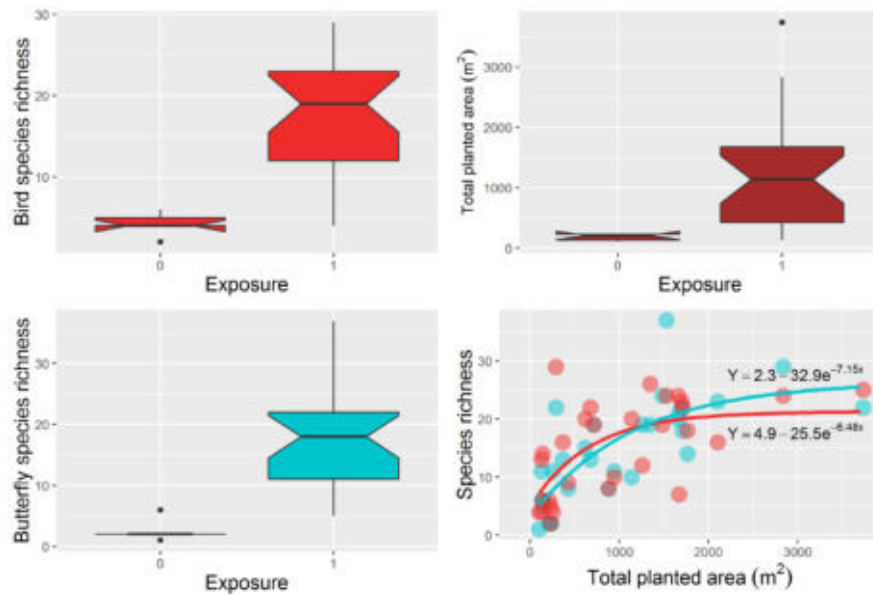 Bird species richness
30
20
10
0
1
Exposure
Total planted area (m²)
3000
2000
1000
0
0
1
Exposure
Butterfly species richness
30
20
10
0
0
1
Exposure
Species richness
30
20
10
0
Y = 2.3 − 32.9e^−7.15x
Y = 4.9 − 25.5e^−6.48x
0
1000
2000
3000
Total planted area (m²)